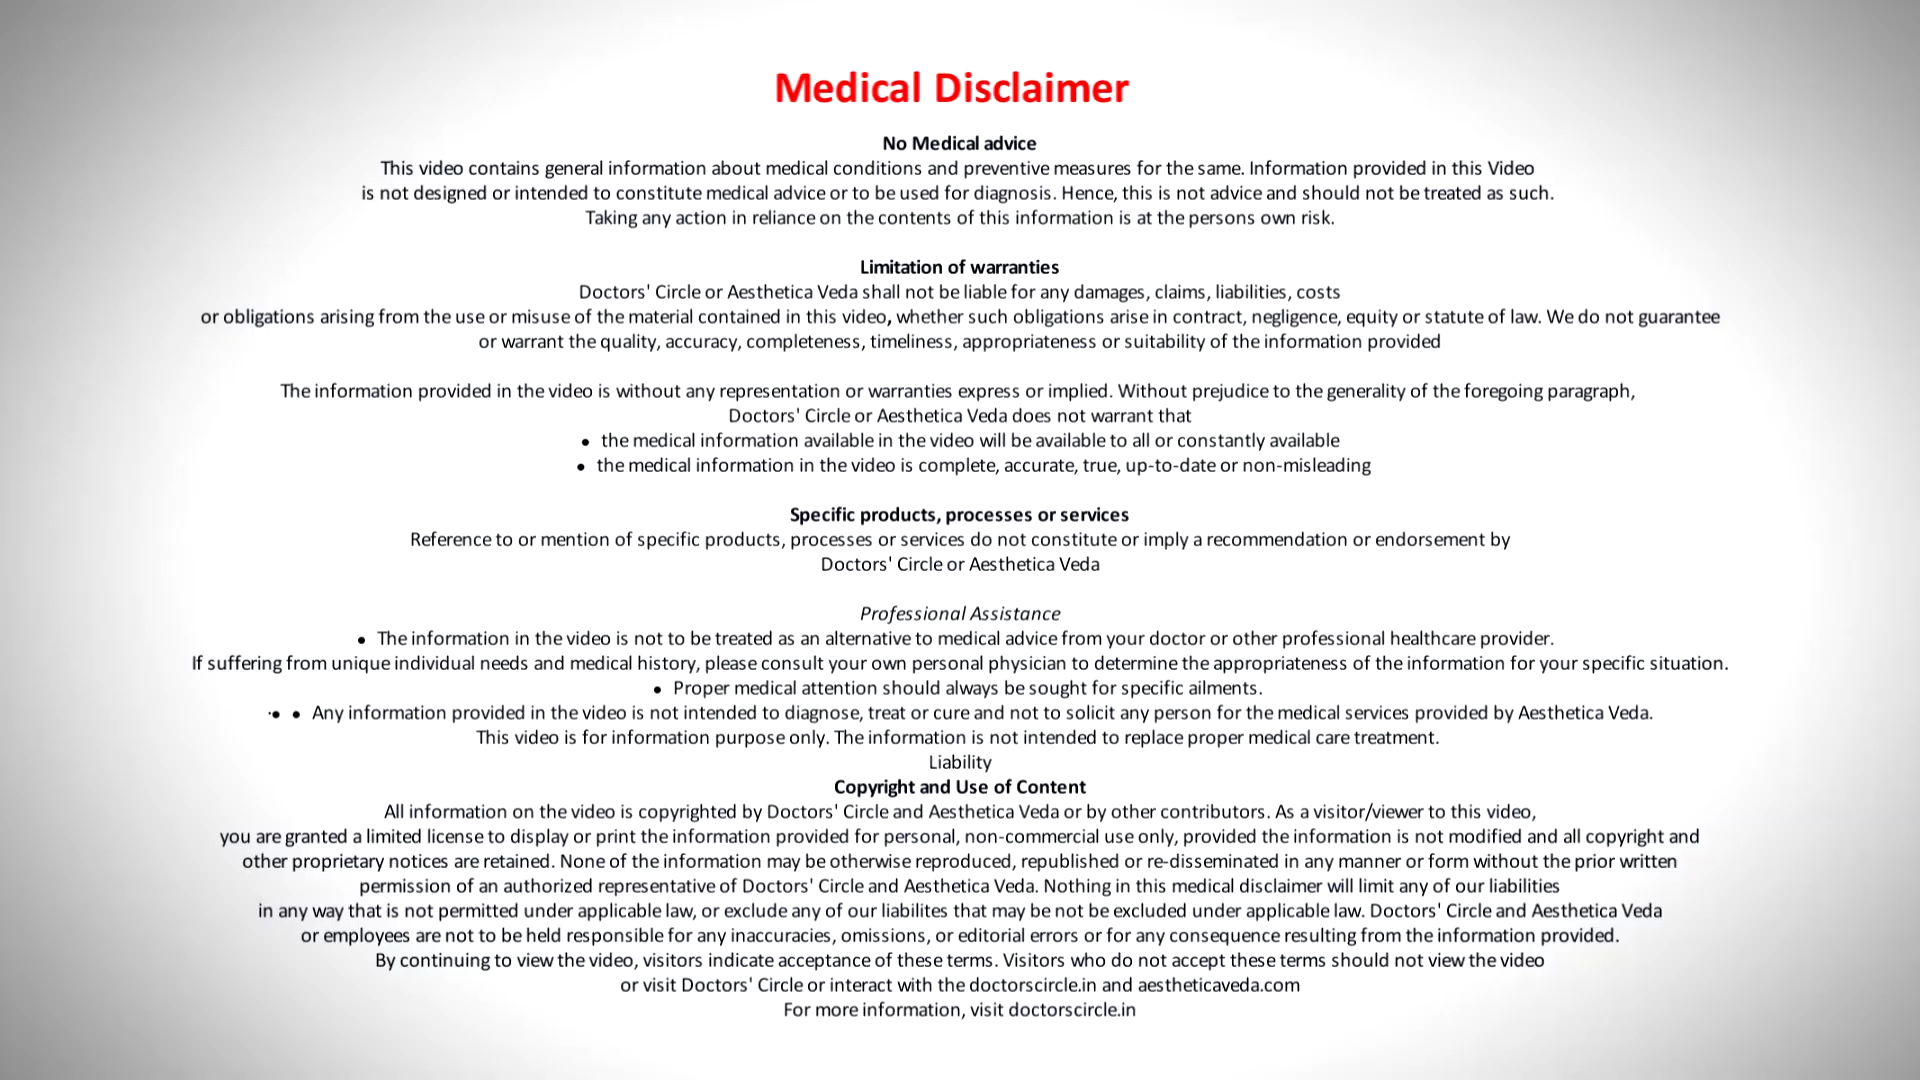 Medical Disclaimer
No Medical advice
This video contains general information about medical conditions and preventive measures for the same. Information provided in this Video
is not designed or intended to constitute medical advice or to be used for diagnosis. Hence, this is not advice and should not be treated as such.
Taking any action in reliance on the contents of this information is at the persons own risk.
Limitation of warranties
Doctors' Circle or Aesthetica Veda shall not be liable for any damages, claims, liabilities, costs
or obligations arising from the use or misuse of the material contained in this video, whether such obligations arise in contract, negligence, equity or statute of law. We do not guarantee
or warrant the quality, accuracy, completeness, timeliness, appropriateness or suitability of the information provided
The information provided in the video is without any representation or warranties express or implied. Without prejudice to the generality of the foregoing paragraph,
Doctors' Circle or Aesthetica Veda does not warrant that
• the medical information available in the video will be available to all or constantly available
• the medical information in the video is complete, accurate, true, up-to-date or non-misleading
Specific products, processes or services
Reference to or mention of specific products, processes or services do not constitute or imply a recommendation or endorsement by
Doctors' Circle or Aesthetica Veda
Professional Assistance
• The information in the video is not to be treated as an alternative to medical advice from your doctor or other professional healthcare provider.
If suffering from unique individual needs and medical history, please consult your own personal physician to determine the appropriateness of the information for your specific situation.
• Proper medical attention should always be sought for specific ailments.
·• • Any information provided in the video is not intended to diagnose, treat or cure and not to solicit any person for the medical services provided by Aesthetica Veda.
This video is for information purpose only. The information is not intended to replace proper medical care treatment.
Liability
Copyright and Use of Content
All information on the video is copyrighted by Doctors' Circle and Aesthetica Veda or by other contributors. As a visitor/viewer to this video,
you are granted a limited license to display or print the information provided for personal, non-commercial use only, provided the information is not modified and all copyright and
other proprietary notices are retained. None of the information may be otherwise reproduced, republished or re-disseminated in any manner or form without the prior written
permission of an authorized representative of Doctors' Circle and Aesthetica Veda. Nothing in this medical disclaimer will limit any of our liabilities
in any way that is not permitted under applicable law, or exclude any of our liabilites that may be not be excluded under applicable law. Doctors' Circle and Aesthetica Veda
or employees are not to be held responsible for any inaccuracies, omissions, or editorial errors or for any consequence resulting from the information provided.
By continuing to view the video, visitors indicate acceptance of these terms. Visitors who do not accept these terms should not view the video
or visit Doctors' Circle or interact with the doctorscircle.in and aestheticaveda.com
For more information, visit doctorscircle.in